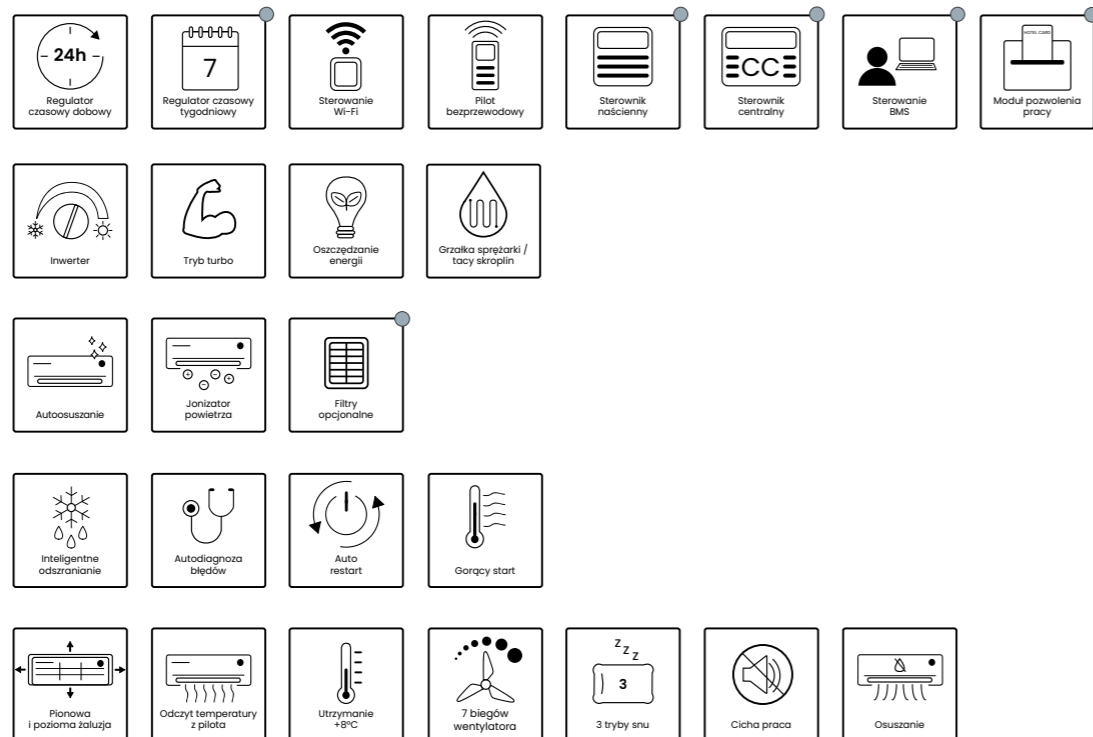 24h
Regulator
czasowy dobowy
7
Regulator czasowy
tygodniowy
Sterowanie
Wi-Fi
Pilot
bezprzewodowy
Sterownik
naścienny
CC
Sterownik
centralny
Sterowanie
BMS
HOTEL CARD
Moduł pozwolenia
pracy
Inwerter
Tryb turbo
Oszczędzanie
energii
Grzałka sprężarki /
tacy skroplin
Autoosuszanie
Jonizator
powietrza
Filtry
opcjonalne
Inteligentne
odszranianie
Autodiagnoza
błędów
Auto
restart
Gorący start
Pionowa
i pozioma żaluzja
Odczyt temperatury
z pilota
Utrzymanie
+8°C
7 biegów
wentylatora
Z Z Z
3
3 tryby snu
Cicha praca
Osuszanie